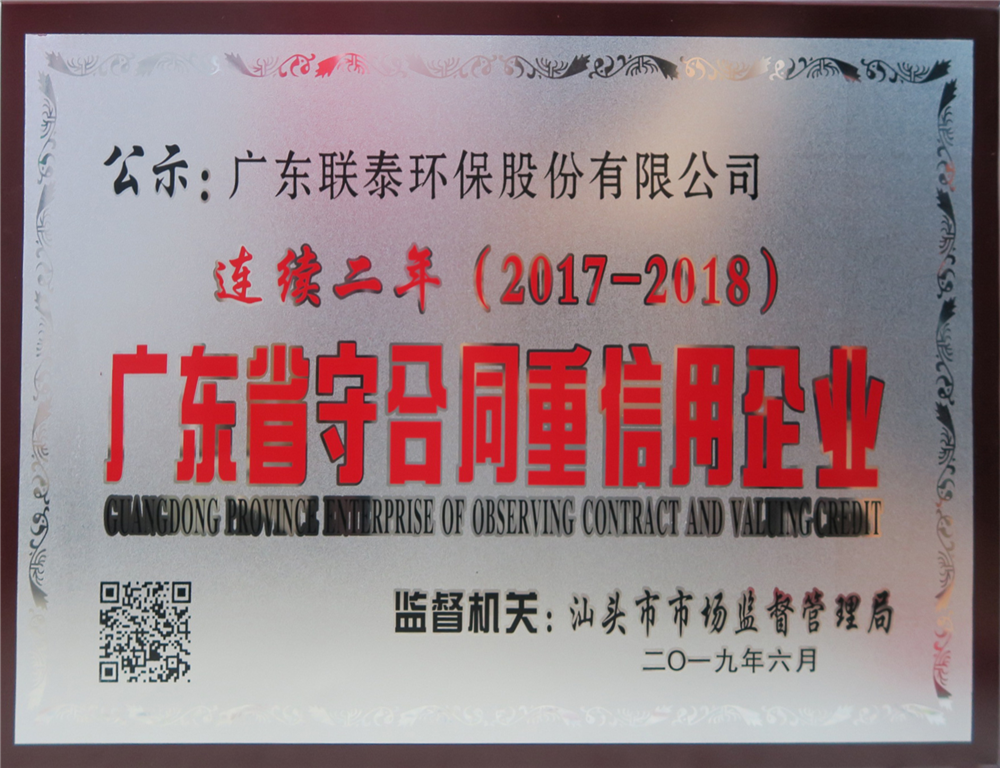 公示：广东联泰环保股份有限公司
连续二年（2017-2018）
广东省守合同重信用企业
GUANGDONG PROVINCE ENTERPRISE OF OBSERVING CONTRACT AND VALUING CREDIT
监督机关：汕头市市场监督管理局
二〇一九年六月